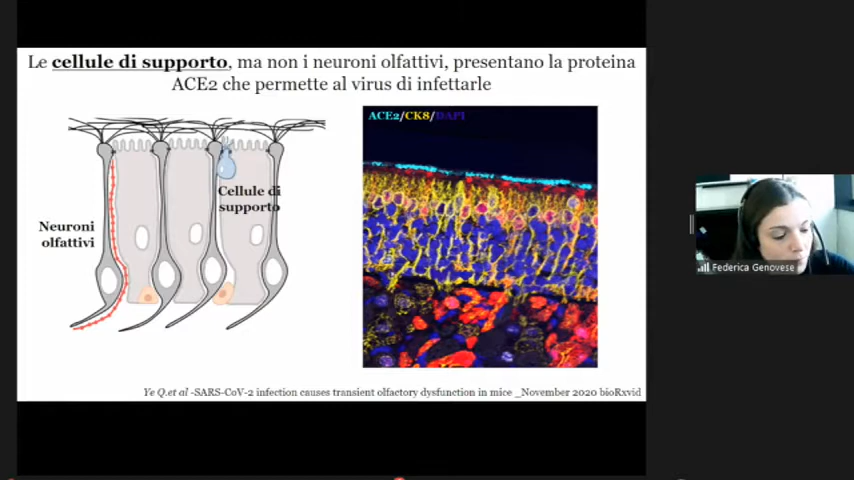 Le cellule di supporto, ma non i neuroni olfattivi, presentano la proteina
ACE2 che permette al virus di infettarle
ACE2/CK8/DAPI
Cellule di
supporto
Neuroni
olfattivi
Federica Genovese
Ye Q.et al -SARS-CoV-2 infection causes transient olfactory dysfunction in mice _November 2020 bioRxvid